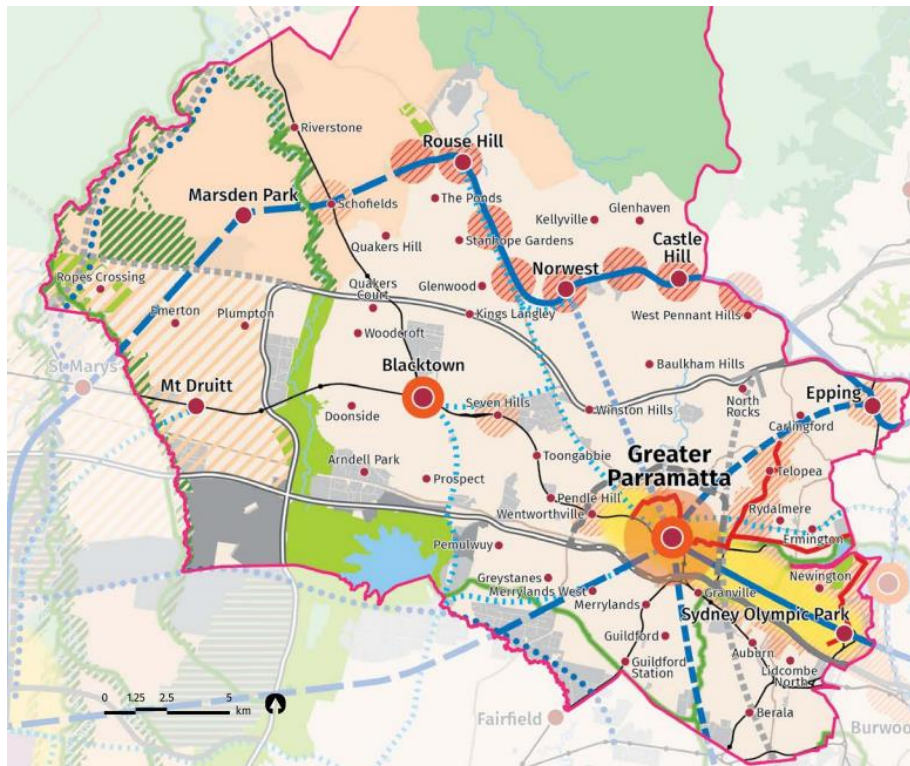 Riverstone
Rouse Hill
Marsden Park
Schofields
The Ponds
Kellyville
Glenhaven
Quakers Hill
Stanhope Gardens
Castle
Hill
Norwest
Ropes Crossing
Quakers
Court
Glenwood
Emerton
Plumpton
Kings Langley
West Pennant Hills
Woodcroft
St Marys
Blacktown
Baulkham Hills
Mt Druitt
North
Rocks
Epping
Doonside
Seven Hills
Winston Hills
Carlingford
Greater
Parramatta
Arndell Park
Toongabbie
Telopea
Prospect
Pendle Hill
Wentworthville
Rydalmere
Ermington
Pemulwuy
Greystanes
Newington
Merrylands West
Granville
Merrylands
Sydney Olympic Park
Guildford
Auburn
Lidcombe
North
Guildford
Station
0 1.25 2.5 5
km
Fairfield
Berala
Burwoo